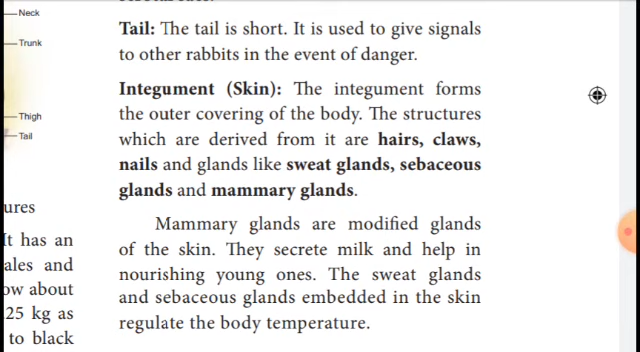 Neck
Trunk
Thigh
Tail
ures
It has an
ales and
ow about
.25 kg as
to black
Tail: The tail is short. It is used to give signals
to other rabbits in the event of danger.
Integument (Skin): The integument forms
the outer covering of the body. The structures
which are derived from it are hairs, claws,
nails and glands like sweat glands, sebaceous
glands and mammary glands.
Mammary glands are modified glands
of the skin. They secrete milk and help in
nourishing young ones. The sweat glands
and sebaceous glands embedded in the skin
regulate the body temperature.